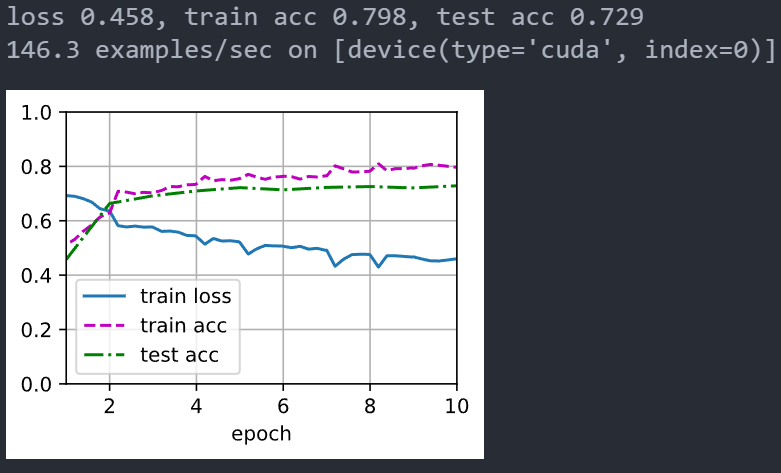 loss 0.458, train acc 0.798, test acc 0.729
146.3 examples/sec on [device(type='cuda', index=0)]
1.0
0.8
0.6
0.4
0.2
0.0
train loss
train acc
test acc
2 4 6 8 10
epoch